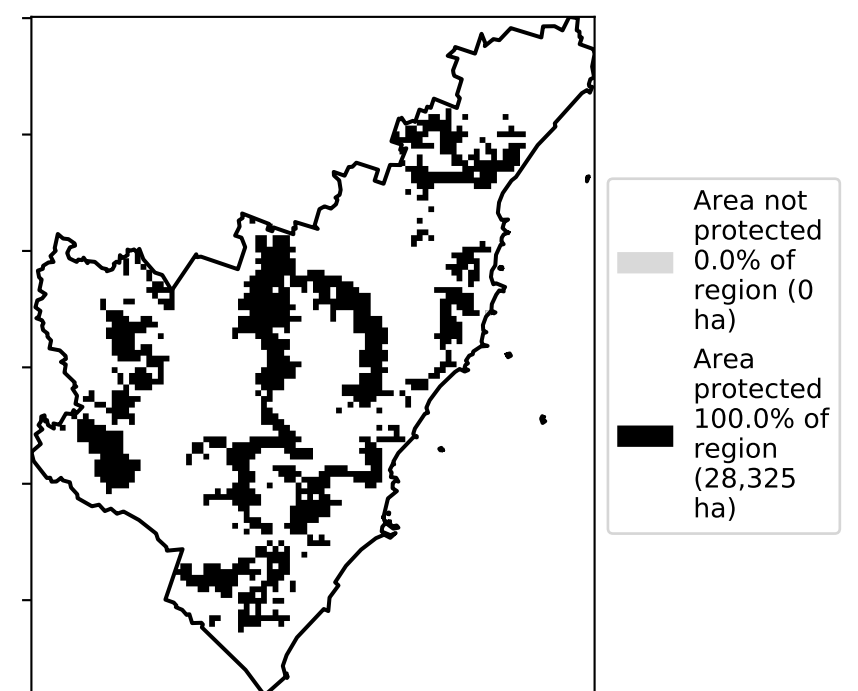 Area not
protected
0.0% of
region (0
ha)
Area
protected
100.0% of
region
(28,325
ha)